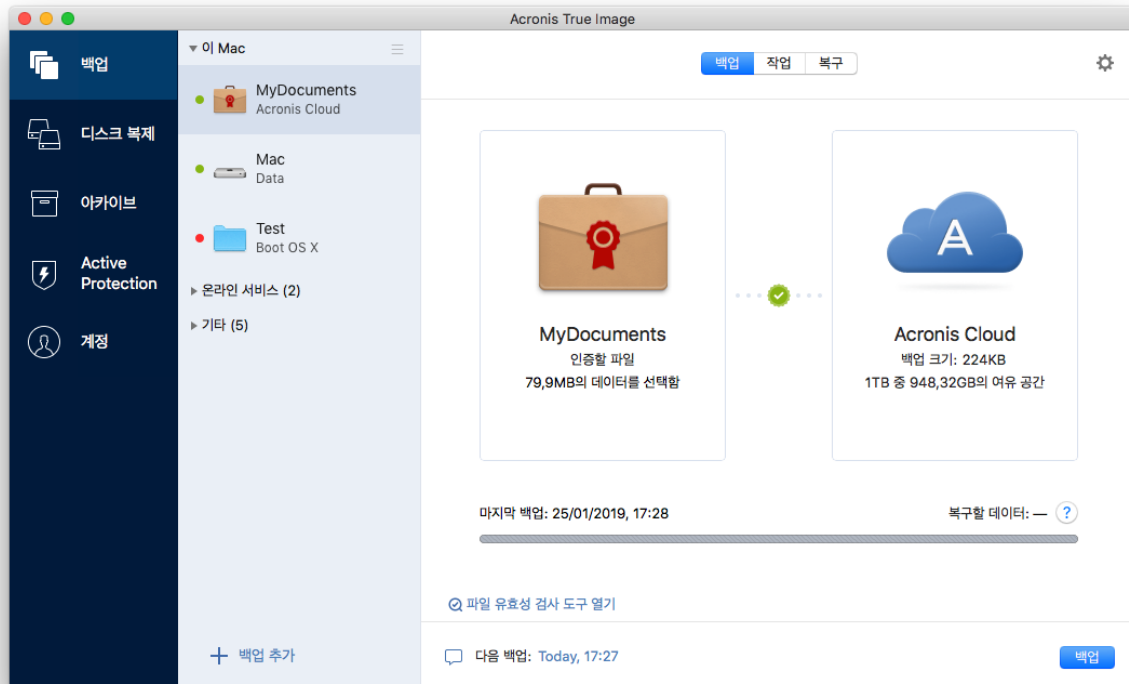 Acronis True Image
백업
디스크 복제
아카이브
Active
Protection
계정
이 Mac
MyDocuments
Acronis Cloud
Mac
Data
Test
Boot OS X
온라인 서비스 (2)
기타 (5)
백업 추가
백업 작업 복구
MyDocuments
인증할 파일
79,9MB의 데이터를 선택함
Acronis Cloud
백업 크기: 224KB
1TB 중 948,32GB의 여유 공간
마지막 백업: 25/01/2019, 17:28
복구할 데이터: — ?
파일 유효성 검사 도구 열기
다음 백업: Today, 17:27
백업